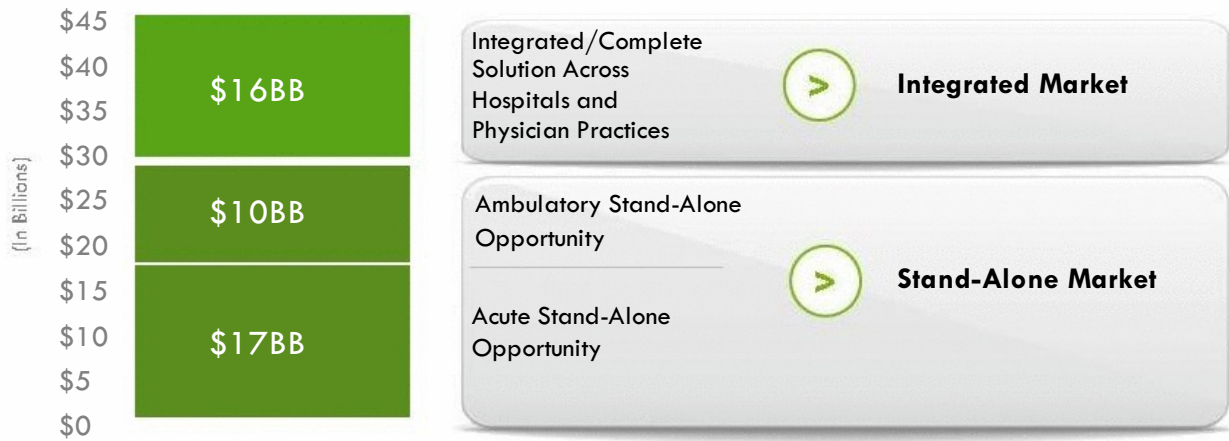 $45
$40
$35
$30
$25
$20
$15
$10
$5
$0
(In Billions)
$16BB
$10BB
$17BB
Integrated/Complete
Solution Across
Hospitals and
Physician Practices
>
Integrated Market
Ambulatory Stand-Alone
Opportunity
Acute Stand-Alone
Opportunity
>
Stand-Alone Market